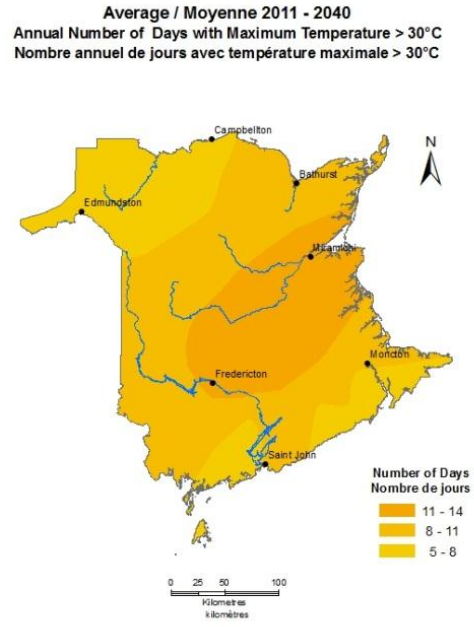 Average / Moyenne 2011 - 2040
Annual Number of Days with Maximum Temperature > 30°C
Nombre annuel de jours avec température maximale > 30°C
Campbellton
N
Bathurst
Edmundston
Miramichi
Moncton
Fredericton
Saint John
Number of Days
Nombre de jours
11 - 14
8 - 11
5 - 8
0 25 50 100
Kilometres
kilomètres